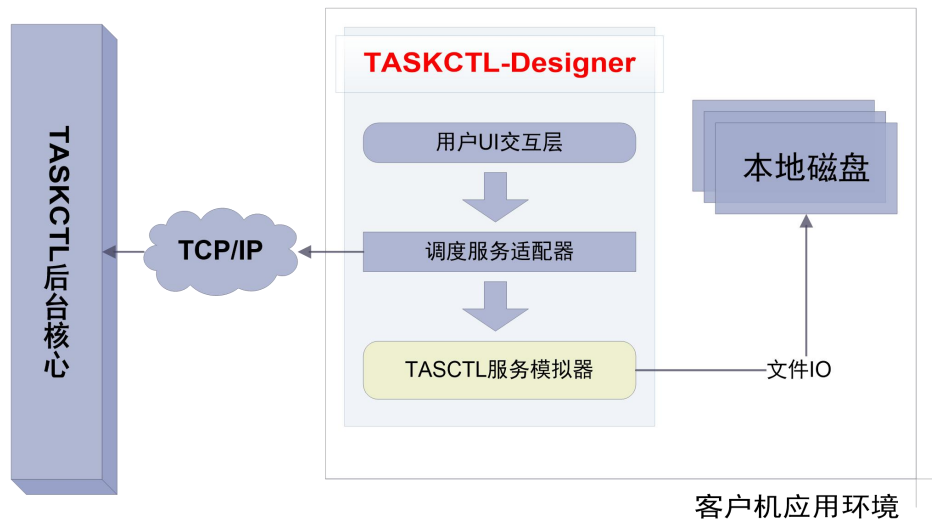 TASKCTL-Designer
用户UI交互层
本地磁盘
TASKCTL后台核心
TCP/IP
调度服务适配器
TASCTL服务模拟器
文件IO
客户机应用环境